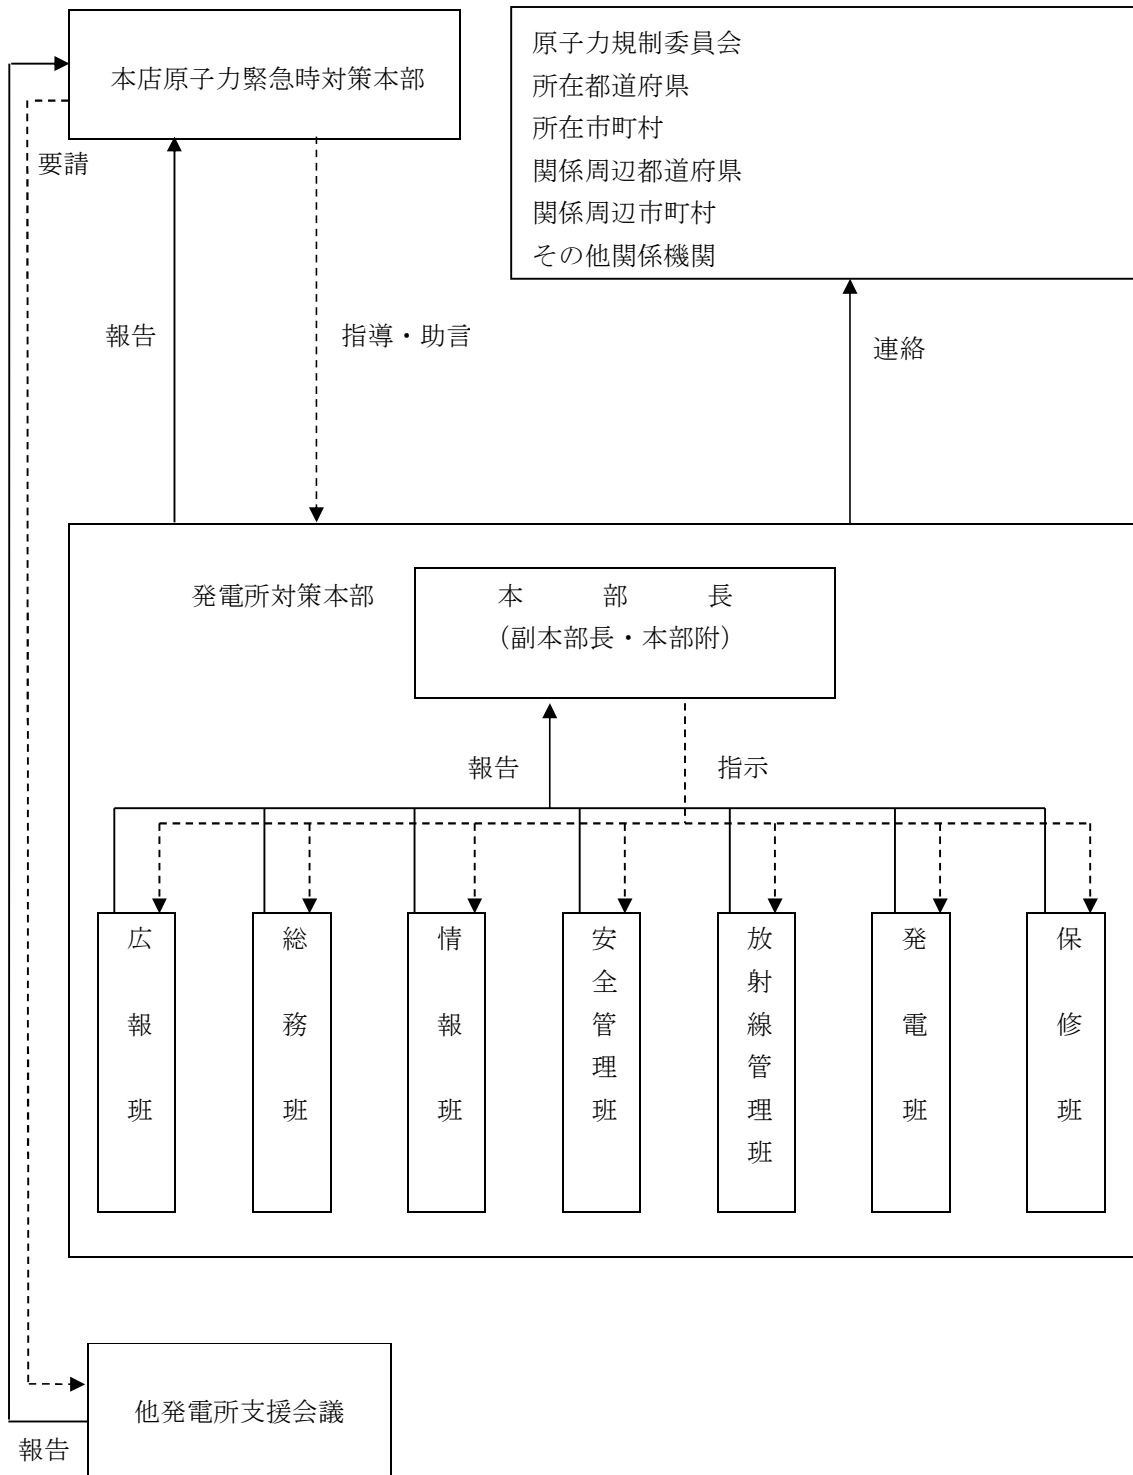 本店原子力緊急時対策本部
原子力規制委員会
所在都道府県
所在市町村
関係周辺都道府県
関係周辺市町村
その他関係機関
要請
報告
指導・助言
連絡
発電所対策本部
本部長
(副本部長・本部附)
報告
指示
広報班
総務班
情報班
安全管理班
放射線管理班
発電班
保修班
他発電所支援会議
報告